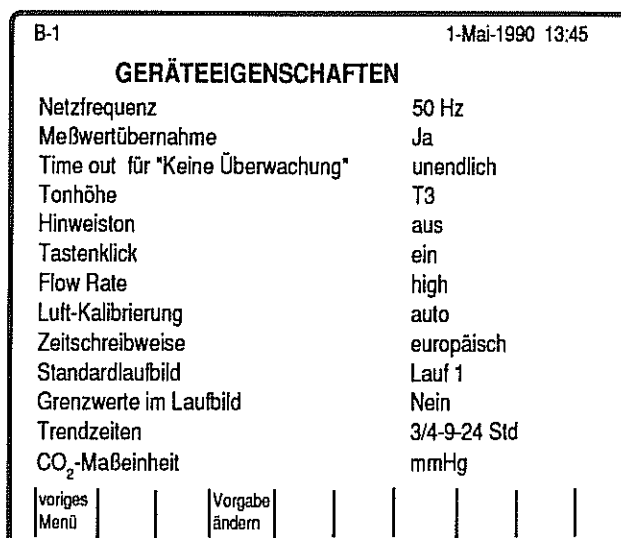 B-1 1-Mai-1990 13:45
GERÄTEEIGENSCHAFTEN
Netzfrequenz 50 Hz
Meßwertübernahme Ja
Time out für "Keine Überwachung" unendlich
Tonhöhe T3
Hinweiston aus
Tastenklick ein
Flow Rate high
Luft-Kalibrierung auto
Zeitschreibweise europäisch
Standardlaufbild Lauf 1
Grenzwerte im Laufbild Nein
Trendzeiten 3/4-9-24 Std
CO₂-Maßeinheit mmHg
voriges Vorgabe
Menü ändern